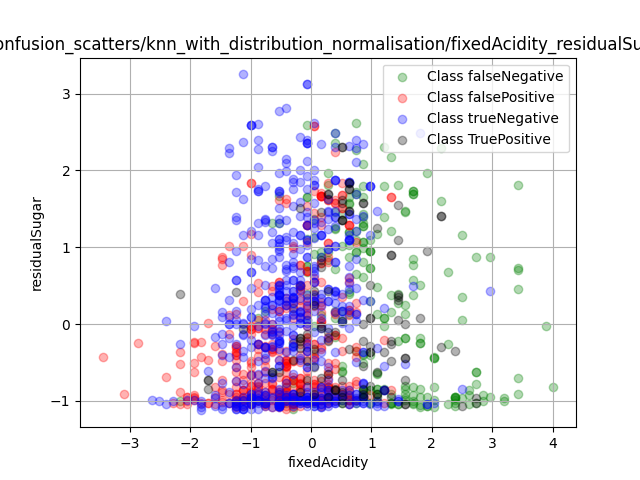 onfusion_scatters/knn_with_distribution_normalisation/fixedAcidity_residualSu
Class falseNegative
Class falsePositive
Class trueNegative
Class TruePositive
residualSugar
3
2
1
0
−1
−3 −2 −1 0 1 2 3 4
fixedAcidity